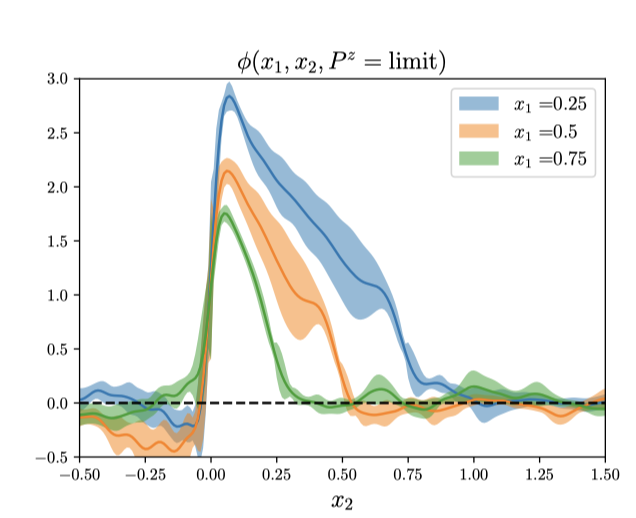 ϕ(x₁, x₂, Pᶻ = limit)
3.0
2.5
2.0
1.5
1.0
0.5
0.0
−0.5
x₁ =0.25
x₁ =0.5
x₁ =0.75
−0.50 −0.25 0.00 0.25 0.50 0.75 1.00 1.25 1.50
x₂